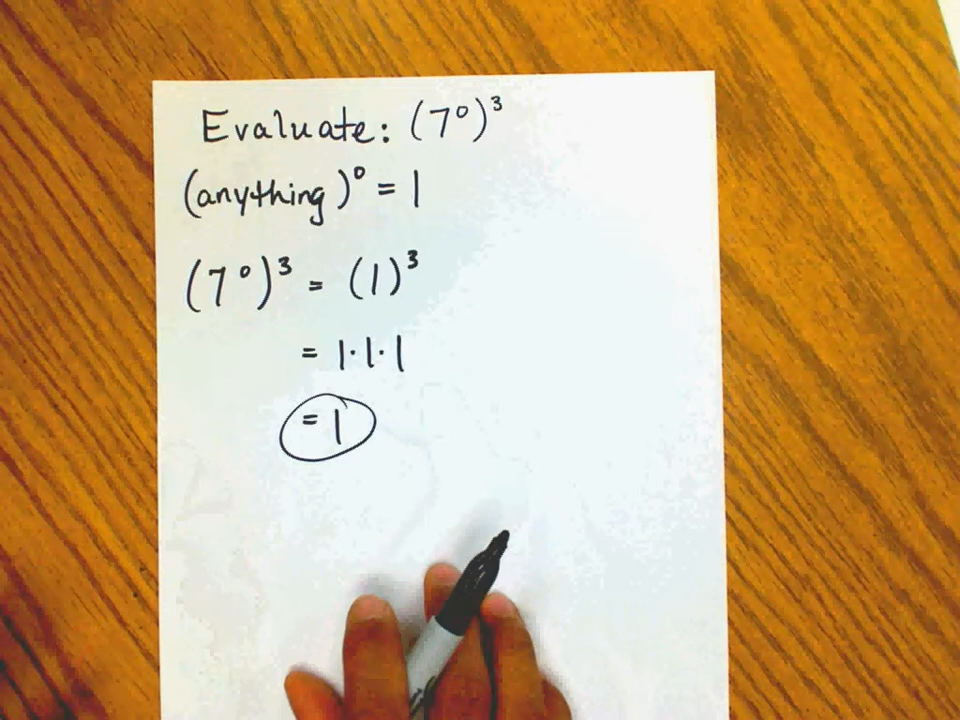 Evaluate: (7⁰)³
(anything)⁰ = 1
(7⁰)³ = (1)³
= 1·1·1
= 1